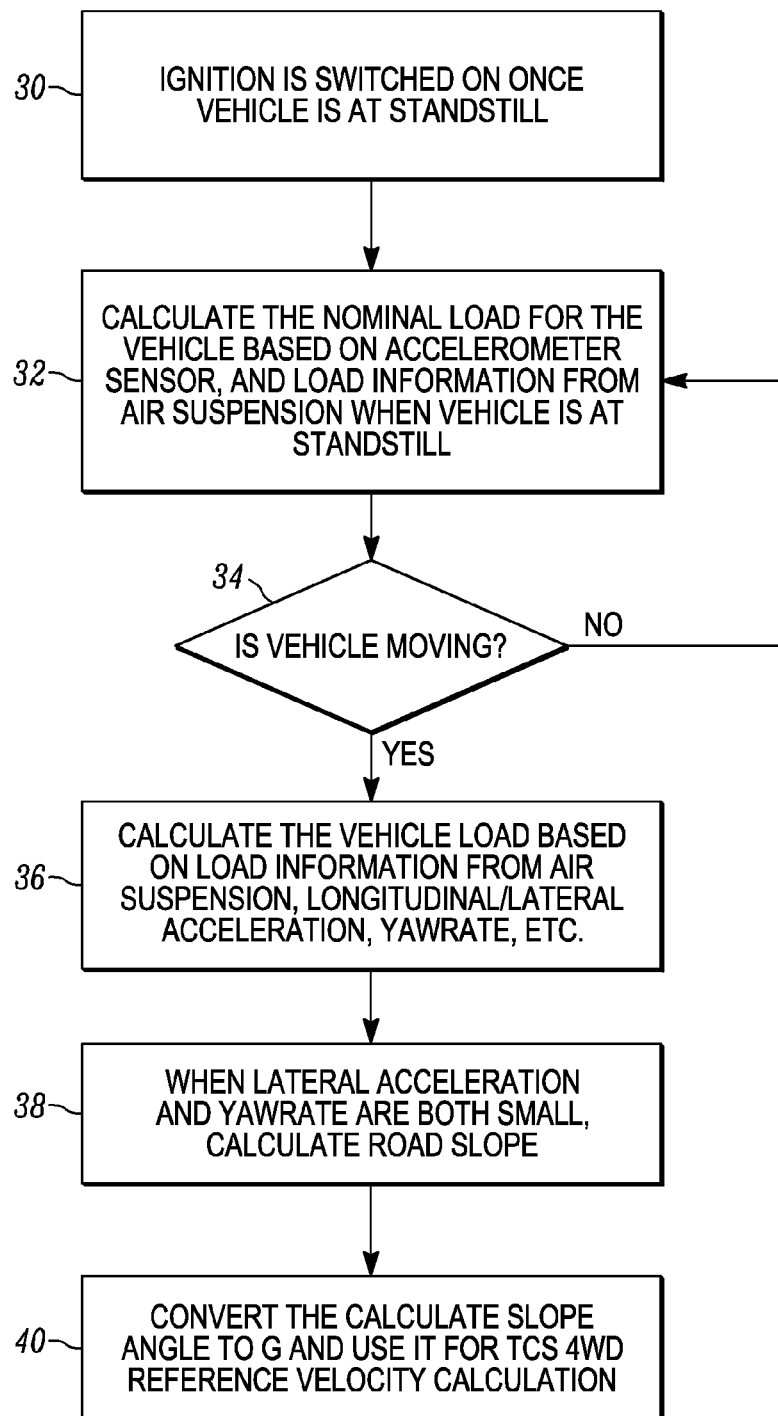 30
IGNITION IS SWITCHED ON ONCE
VEHICLE IS AT STANDSTILL
32
CALCULATE THE NOMINAL LOAD FOR THE
VEHICLE BASED ON ACCELEROMETER
SENSOR, AND LOAD INFORMATION FROM
AIR SUSPENSION WHEN VEHICLE IS AT
STANDSTILL
34
IS VEHICLE MOVING?
NO
YES
36
CALCULATE THE VEHICLE LOAD BASED
ON LOAD INFORMATION FROM AIR
SUSPENSION, LONGITUDINAL/LATERAL
ACCELERATION, YAWRATE, ETC.
38
WHEN LATERAL ACCELERATION
AND YAWRATE ARE BOTH SMALL,
CALCULATE ROAD SLOPE
40
CONVERT THE CALCULATE SLOPE
ANGLE TO G AND USE IT FOR TCS 4WD
REFERENCE VELOCITY CALCULATION